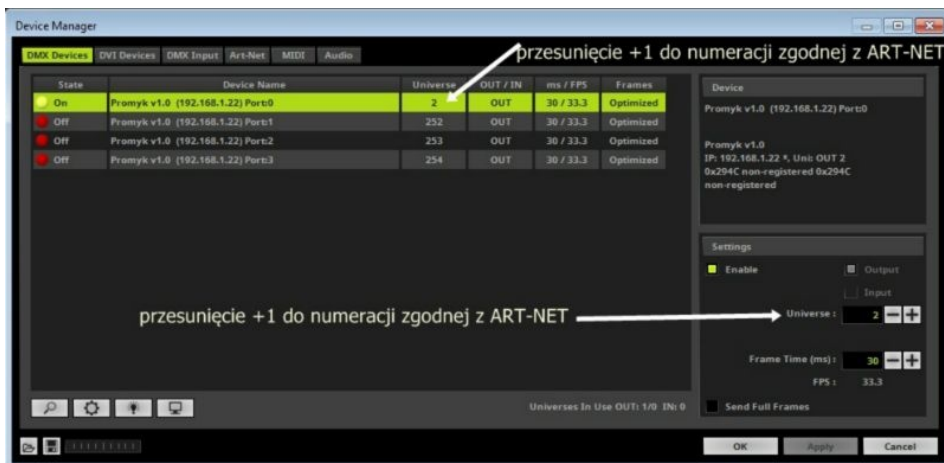 Device Manager
DMX Devices DVI Devices DMX Input Art-Net MIDI Audio
przesunięcie +1 do numeracji zgodnej z ART-NET
State Device Name Universe OUT / IN ms / FPS Frames
On Promyk v1.0 (192.168.1.22) Port:0 2 OUT 30 / 33.3 Optimized
Off Promyk v1.0 (192.168.1.22) Port:1 252 OUT 30 / 33.3 Optimized
Off Promyk v1.0 (192.168.1.22) Port:2 253 OUT 30 / 33.3 Optimized
Off Promyk v1.0 (192.168.1.22) Port:3 254 OUT 30 / 33.3 Optimized
Device
Promyk v1.0 (192.168.1.22) Port:0
Promyk v1.0
IP: 192.168.1.22 *, Uni: OUT 2
0x294C non-registered 0x294C
non-registered
Settings
Enable Output
Input
przesunięcie +1 do numeracji zgodnej z ART-NET
Universe : 2
Frame Time (ms) : 30
FPS : 33.3
Send Full Frames
Universes In Use OUT: 1/0 IN: 0
OK Apply Cancel